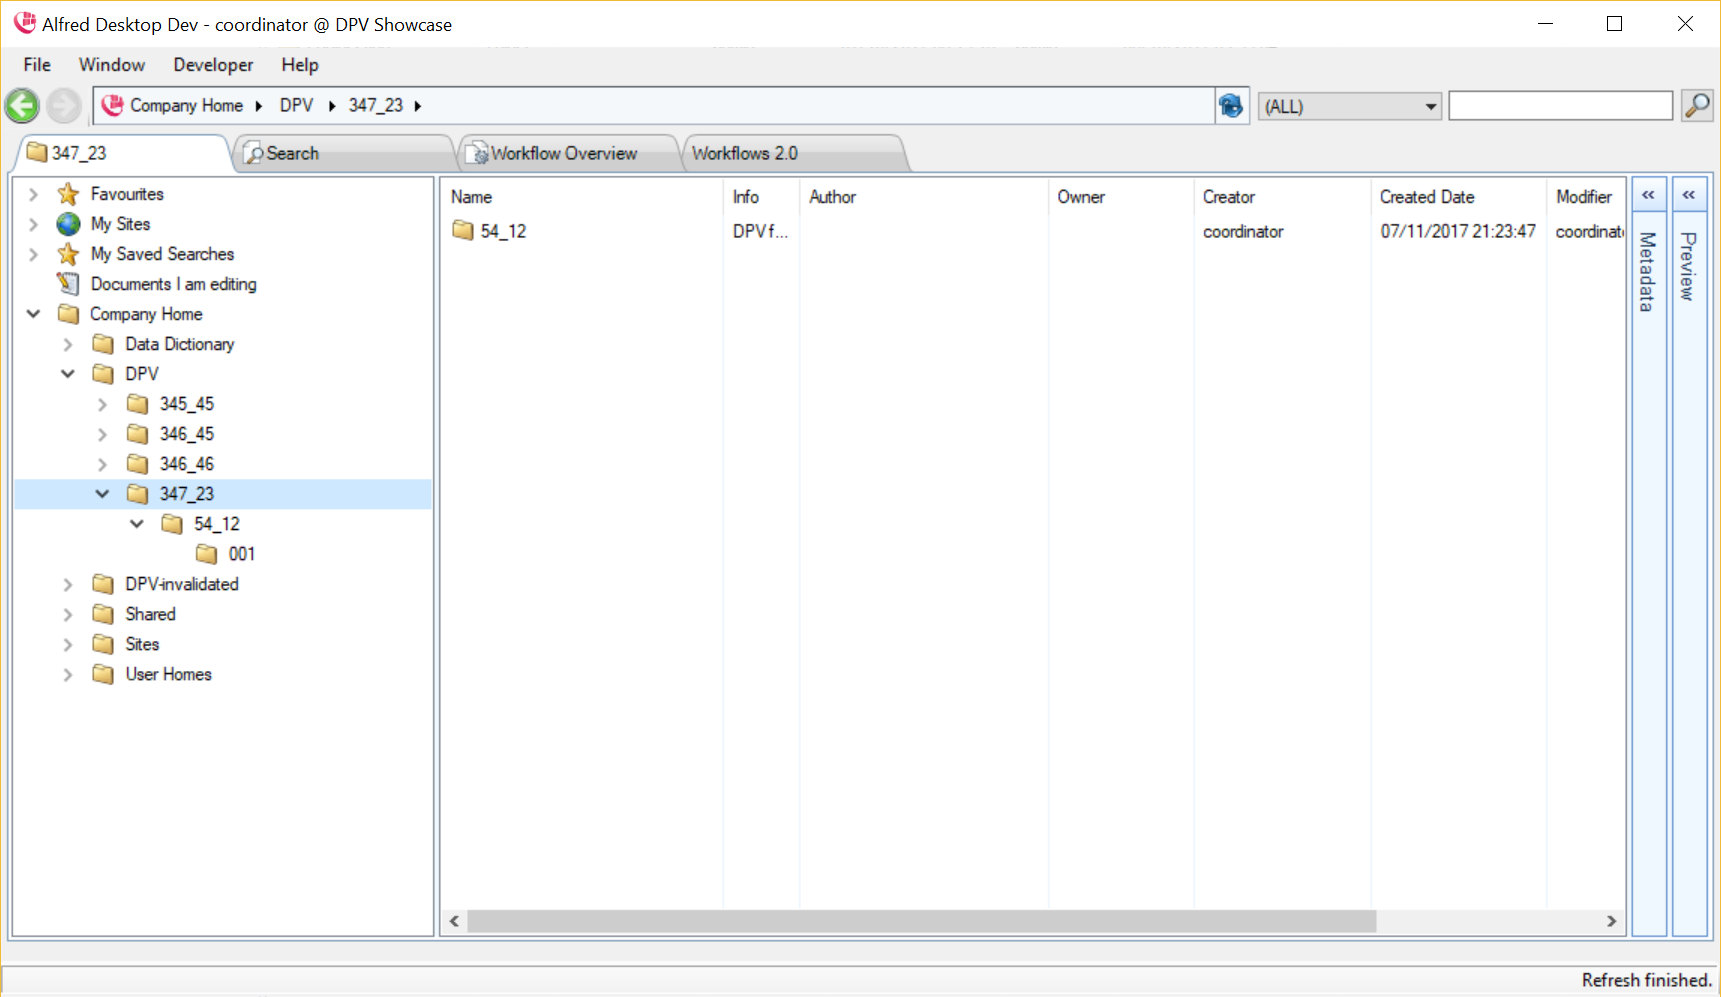 Alfred Desktop Dev - coordinator @ DPV Showcase
File Window Developer Help
Company Home DPV 347_23 (ALL)
347_23 Search Workflow Overview Workflows 2.0
Favourites
My Sites
My Saved Searches
Documents I am editing
Company Home
Data Dictionary
DPV
345_45
346_45
346_46
347_23
54_12
001
DPV-invalidated
Shared
Sites
User Homes
Name Info Author Owner Creator Created Date Modifier
54_12 DPV f... coordinator 07/11/2017 21:23:47 coordinat
Metadata
Preview
Refresh finished.